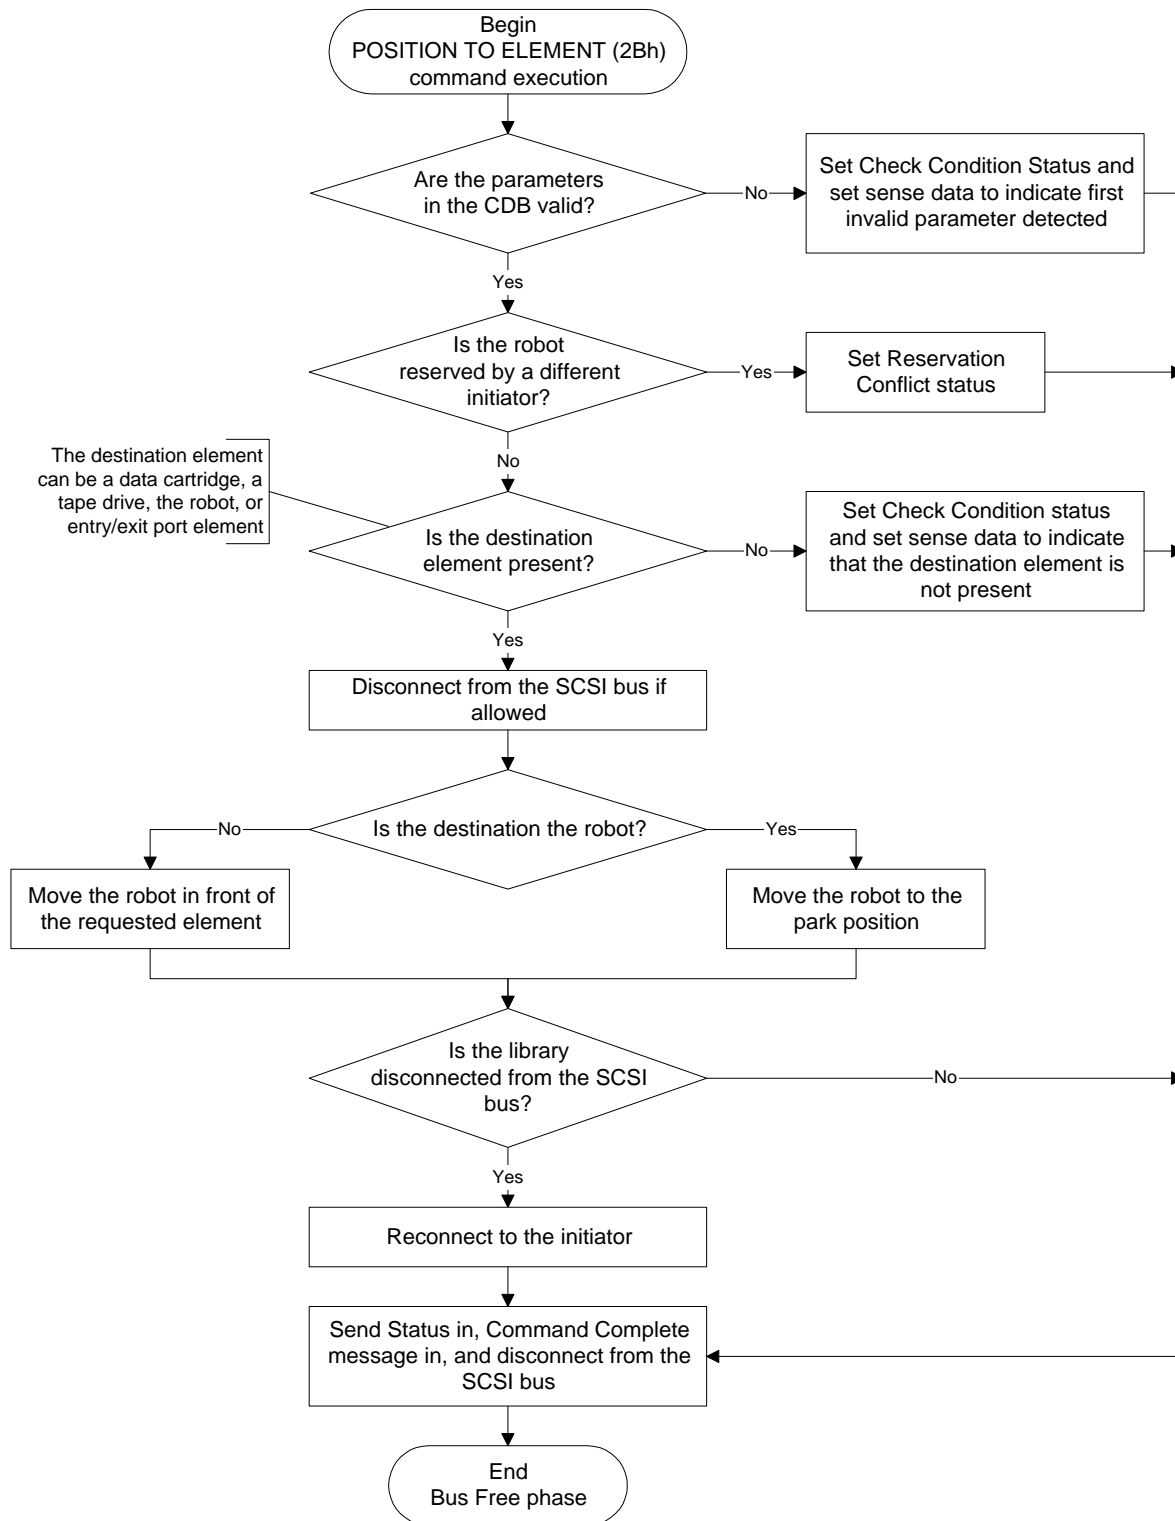 Begin
POSITION TO ELEMENT (2Bh)
command execution
Are the parameters
in the CDB valid?
No
Set Check Condition Status and
set sense data to indicate first
invalid parameter detected
Yes
Is the robot
reserved by a different
initiator?
Yes
Set Reservation
Conflict status
No
The destination element
can be a data cartridge, a
tape drive, the robot, or
entry/exit port element
Is the destination
element present?
No
Set Check Condition status
and set sense data to indicate
that the destination element is
not present
Yes
Disconnect from the SCSI bus if
allowed
Is the destination the robot?
No
Yes
Move the robot in front of
the requested element
Move the robot to the
park position
Is the library
disconnected from the SCSI
bus?
No
Yes
Reconnect to the initiator
Send Status in, Command Complete
message in, and disconnect from the
SCSI bus
End
Bus Free phase